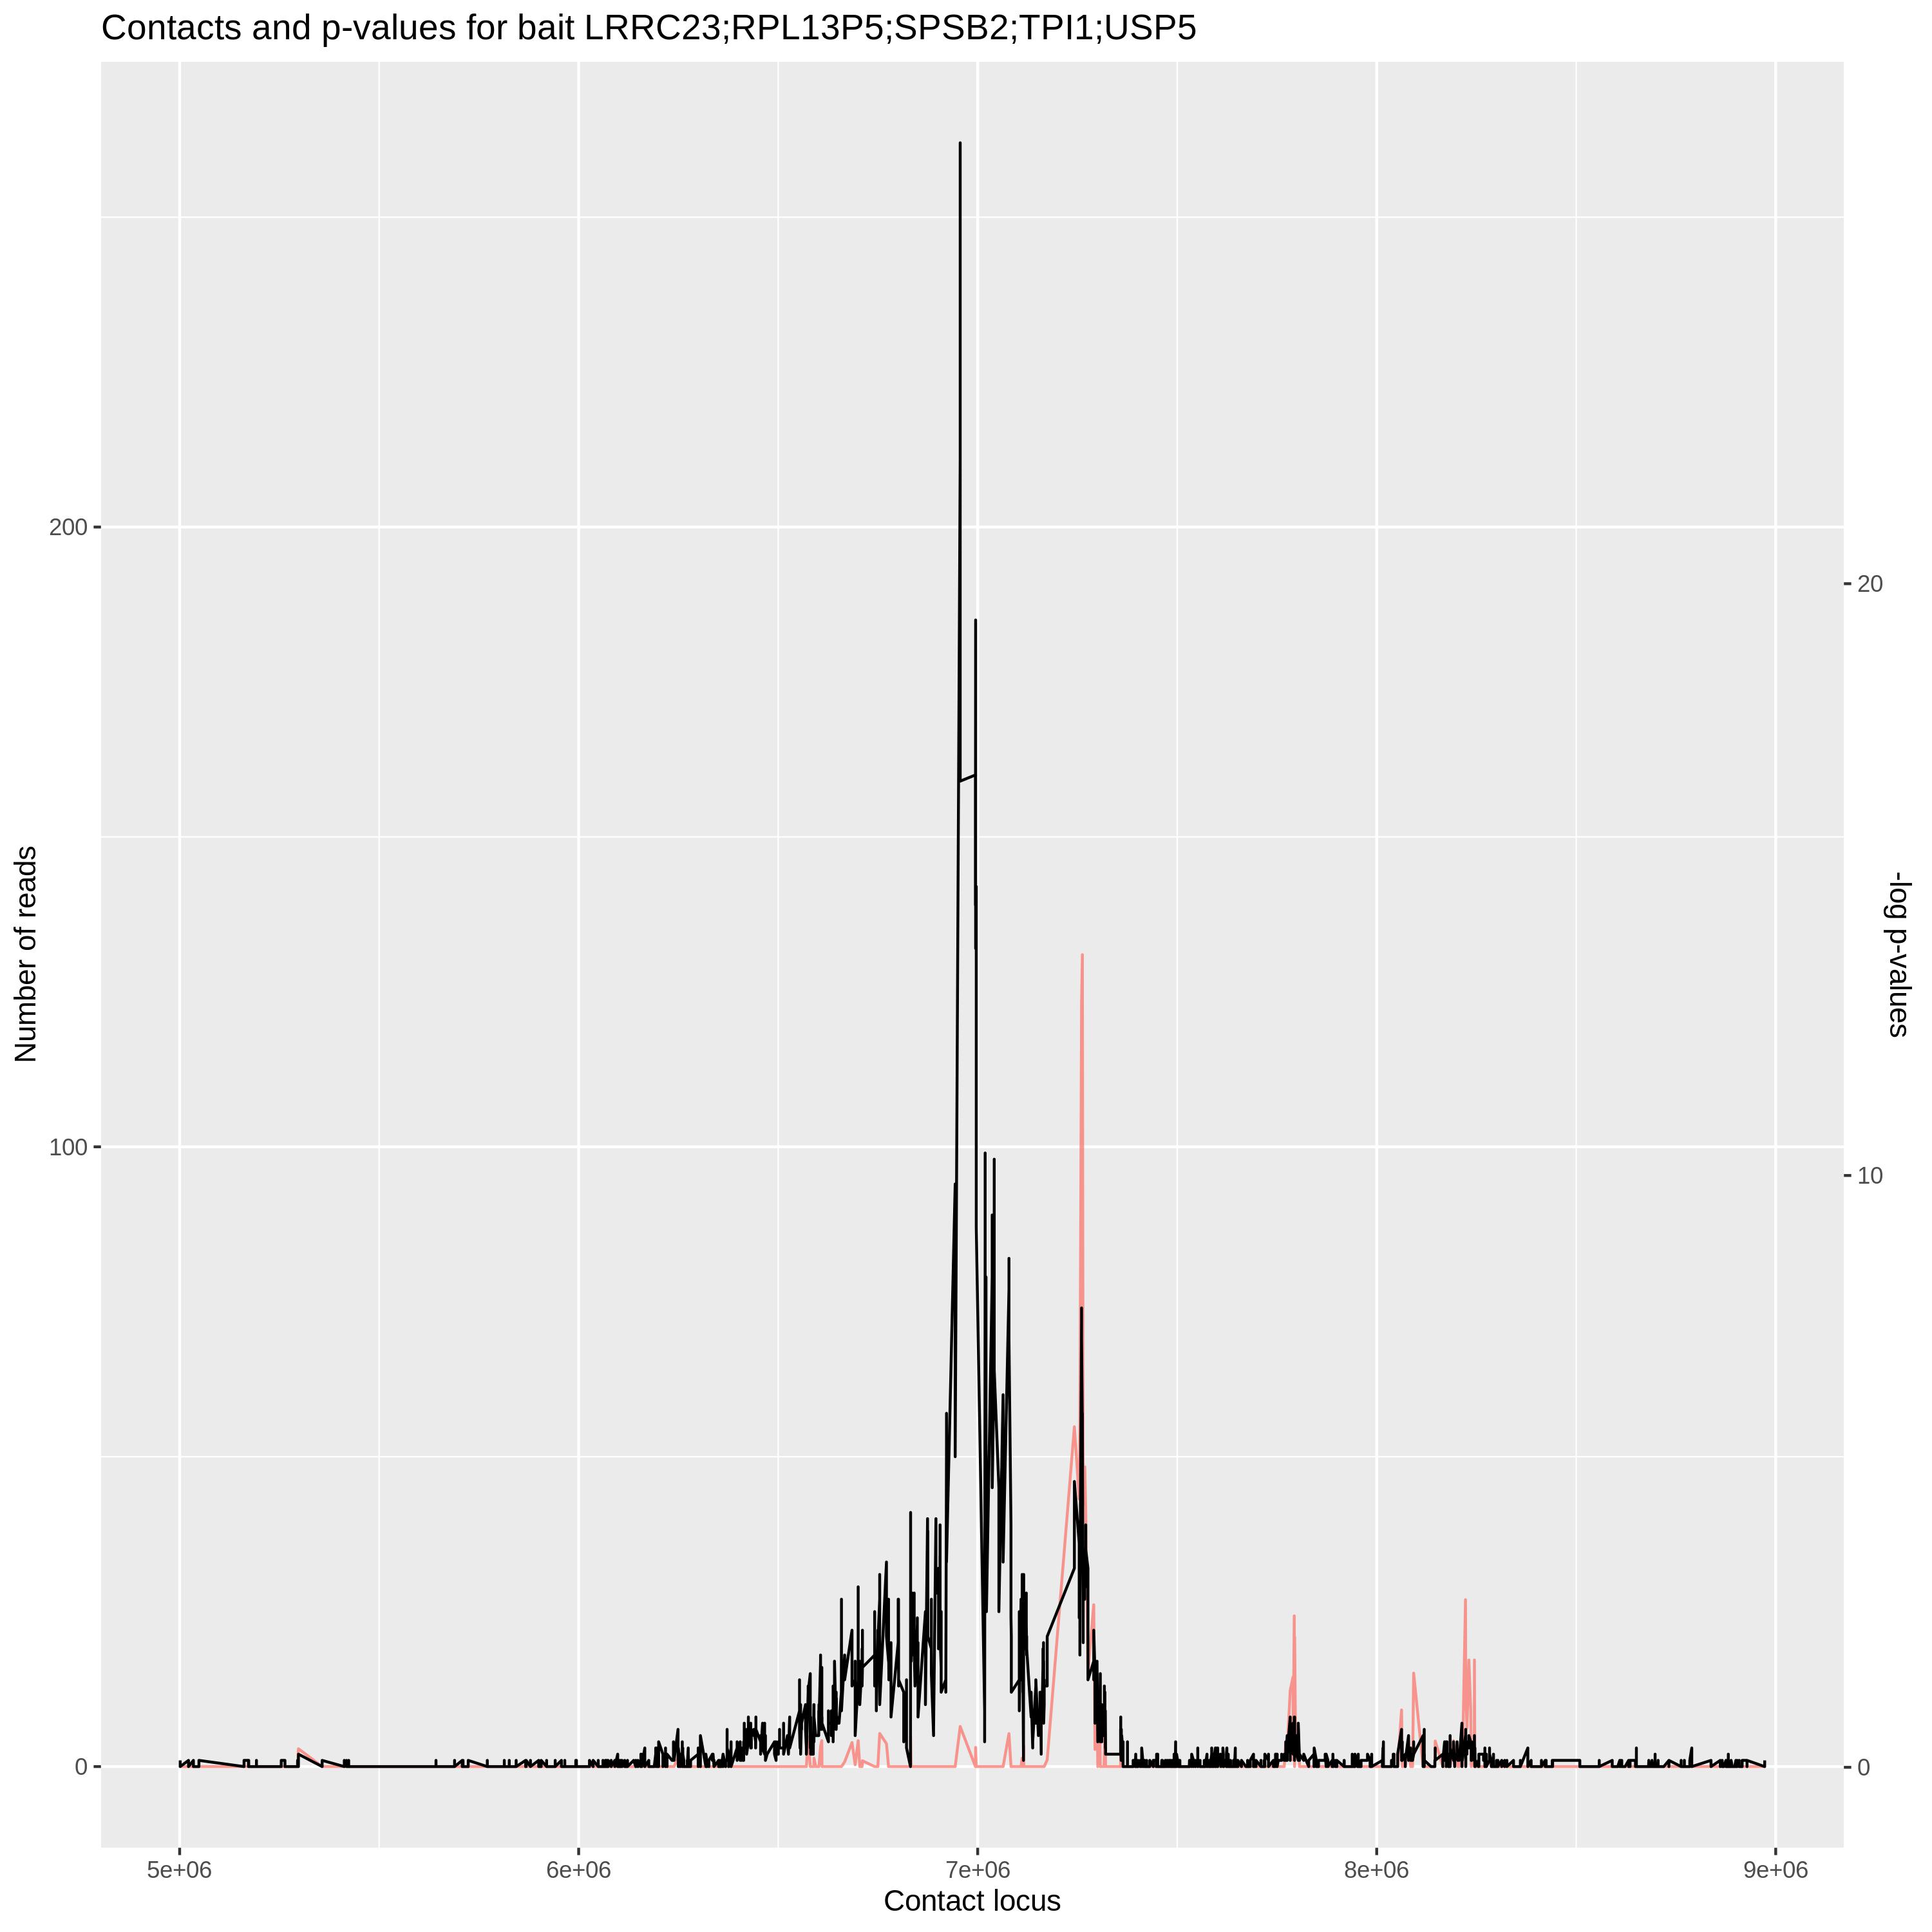 Contacts and p-values for bait LRRC23;RPL13P5;SPSB2;TPI1;USP5
Number of reads
200
100
0
20
10
0
-log p-values
5e+06
6e+06
7e+06
8e+06
9e+06
Contact locus